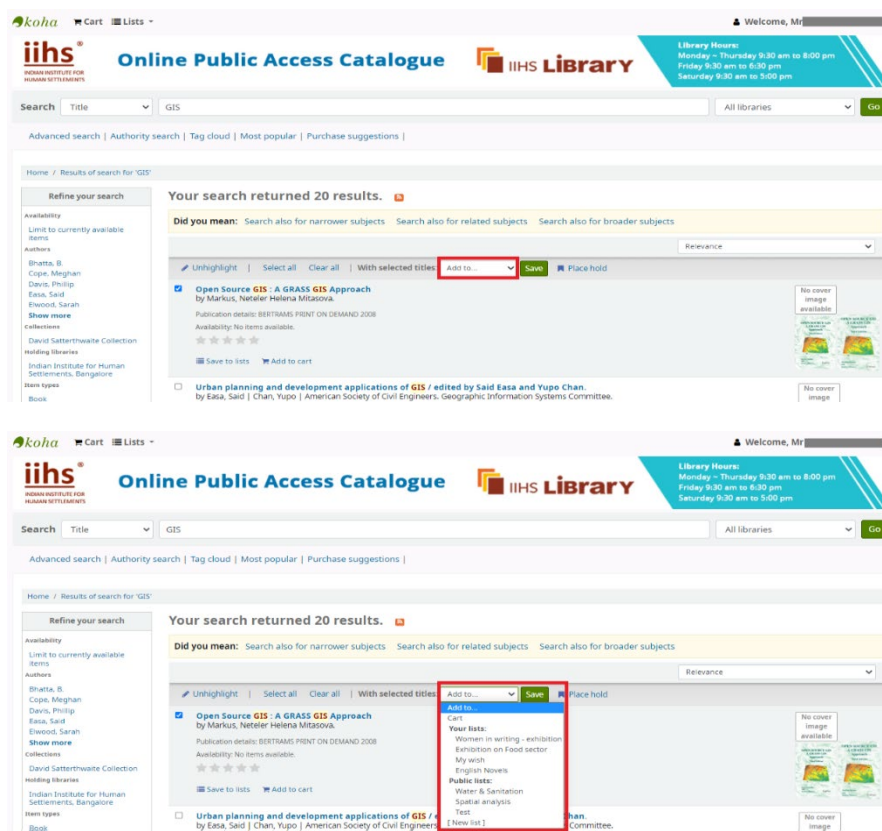 koha Cart Lists Welcome, Mr
iihs
INDIAN INSTITUTE FOR
HUMAN SETTLEMENTS
Online Public Access Catalogue
IIHS LiBrarY
Library Hours:
Monday ~ Thursday 9:30 am to 8:00 pm
Friday 9:30 am to 6:30 pm
Saturday 9:30 am to 5:00 pm
Search Title GIS All libraries Go
Advanced search | Authority search | Tag cloud | Most popular | Purchase suggestions |
Home / Results of search for 'GIS'
Refine your search
Availability
Limit to currently available
items
Authors
Bhatta, B.
Cope, Meghan
Davis, Phillip
Easa, Said
Elwood, Sarah
Show more
Collections
David Satterthwaite Collection
Holding libraries
Indian Institute for Human
Settlements, Bangalore
Item types
Book
Your search returned 20 results.
Did you mean: Search also for narrower subjects Search also for related subjects Search also for broader subjects
Relevance
Unhighlight | Select all Clear all | With selected titles: Add to... Save Place hold
Open Source GIS : A GRASS GIS Approach
by Markus, Neteler Helena Mitasova.
Publication details: BERTRAMS PRINT ON DEMAND 2008
Availability: No items available.
Save to lists Add to cart
No cover
image
available
Urban planning and development applications of GIS / edited by Said Easa and Yupo Chan.
by Easa, Said | Chan, Yupo | American Society of Civil Engineers. Geographic Information Systems Committee.
No cover
image
koha Cart Lists Welcome, Mr
iihs
INDIAN INSTITUTE FOR
HUMAN SETTLEMENTS
Online Public Access Catalogue
IIHS LiBrarY
Library Hours:
Monday ~ Thursday 9:30 am to 8:00 pm
Friday 9:30 am to 6:30 pm
Saturday 9:30 am to 5:00 pm
Search Title GIS All libraries Go
Advanced search | Authority search | Tag cloud | Most popular | Purchase suggestions |
Home / Results of search for 'GIS'
Refine your search
Availability
Limit to currently available
items
Authors
Bhatta, B.
Cope, Meghan
Davis, Phillip
Easa, Said
Elwood, Sarah
Show more
Collections
David Satterthwaite Collection
Holding libraries
Indian Institute for Human
Settlements, Bangalore
Item types
Book
Your search returned 20 results.
Did you mean: Search also for narrower subjects Search also for related subjects Search also for broader subjects
Relevance
Unhighlight | Select all Clear all | With selected titles: Add to... Save Place hold
Add to...
Cart
Your lists:
Women in writing - exhibition
Exhibition on Food sector
My wish
English Novels
Public lists:
Water & Sanitation
Spatial analysis
Test
[ New list ]
Open Source GIS : A GRASS GIS Approach
by Markus, Neteler Helena Mitasova.
Publication details: BERTRAMS PRINT ON DEMAND 2008
Availability: No items available.
Save to lists Add to cart
No cover
image
available
Urban planning and development applications of GIS / han.
by Easa, Said | Chan, Yupo | American Society of Civil Engineers Committee.
No cover
image